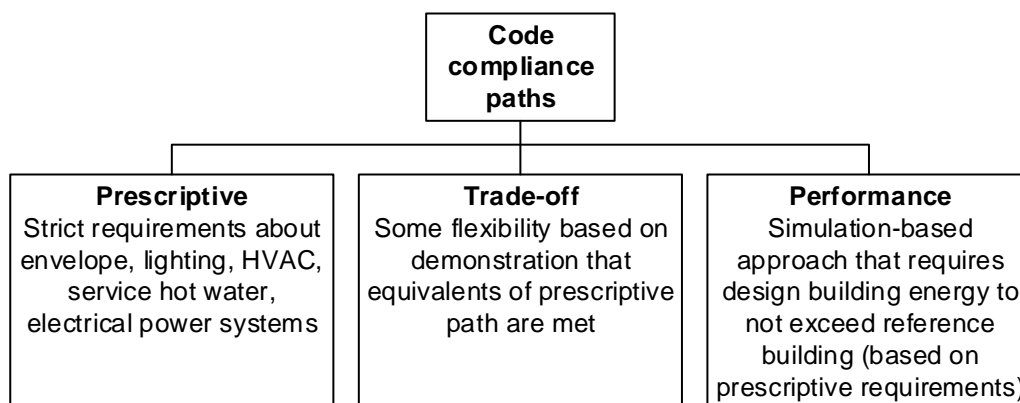 Code
compliance
paths
Prescriptive
Strict requirements about
envelope, lighting, HVAC,
service hot water,
electrical power systems
Trade-off
Some flexibility based on
demonstration that
equivalents of prescriptive
path are met
Performance
Simulation-based
approach that requires
design building energy to
not exceed reference
building (based on
prescriptive requirements)